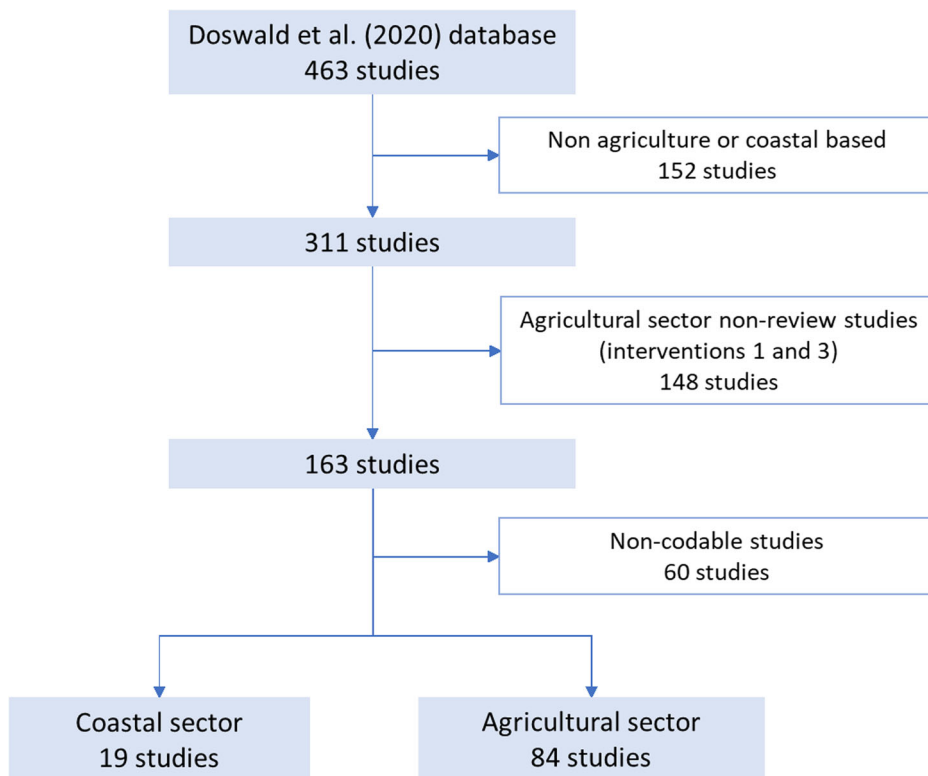 Doswald et al. (2020) database
463 studies
Non agriculture or coastal based
152 studies
311 studies
Agricultural sector non-review studies
(interventions 1 and 3)
148 studies
163 studies
Non-codable studies
60 studies
Coastal sector
19 studies
Agricultural sector
84 studies